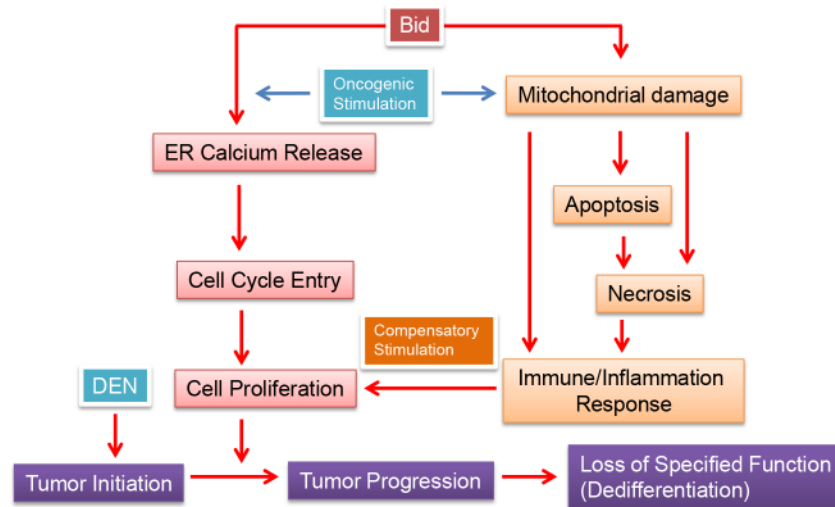 Bid
Oncogenic
Stimulation
Mitochondrial damage
ER Calcium Release
Apoptosis
Cell Cycle Entry
Necrosis
Compensatory
Stimulation
DEN
Cell Proliferation
Immune/Inflammation
Response
Tumor Initiation
Tumor Progression
Loss of Specified Function
(Dedifferentiation)